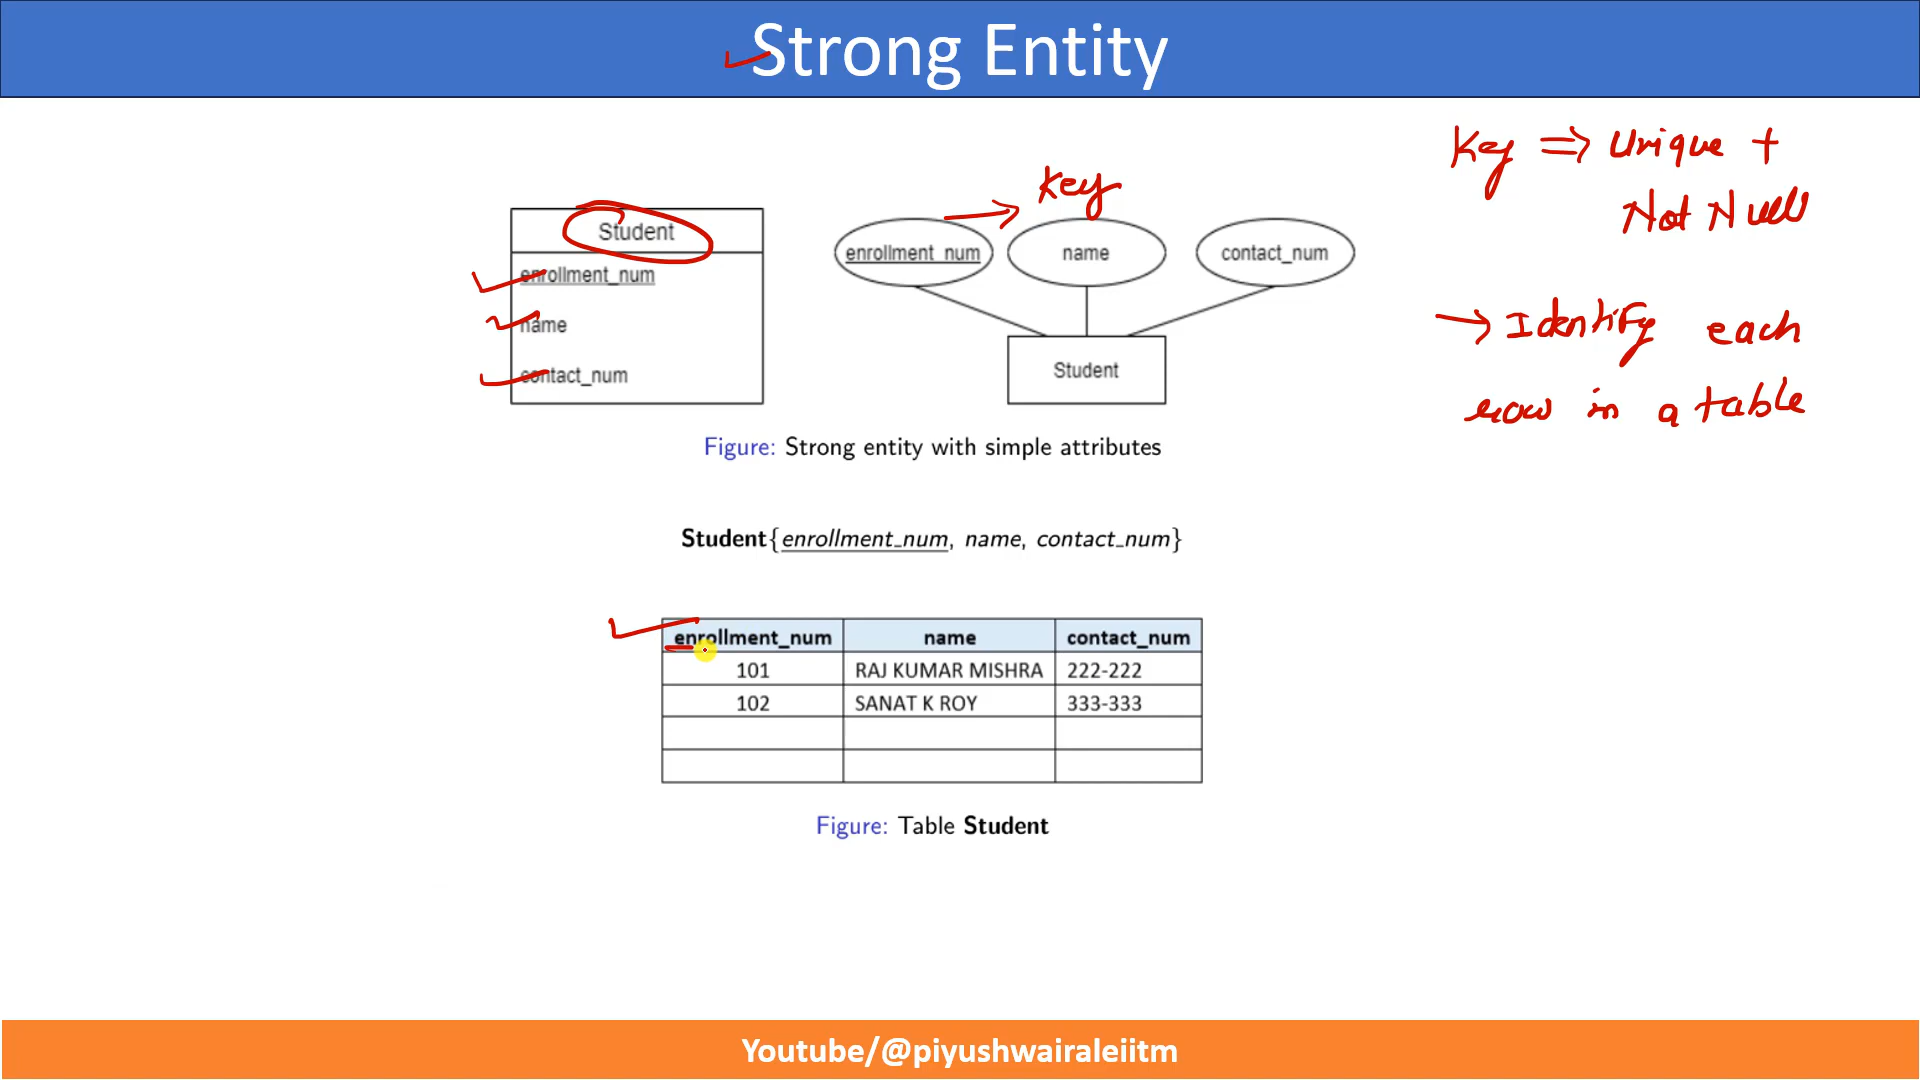 Strong Entity
Key ⇒ Unique +
Not Null
→ Identify each
row in a table
Student
enrollment_num
name
contact_num
→ Key
enrollment_num
name
contact_num
Student
Figure: Strong entity with simple attributes
Student{enrollment_num, name, contact_num}
enrollment_num name contact_num
101 RAJ KUMAR MISHRA 222-222
102 SANAT K ROY 333-333
Figure: Table Student
Youtube/@piyushwairaleiitm